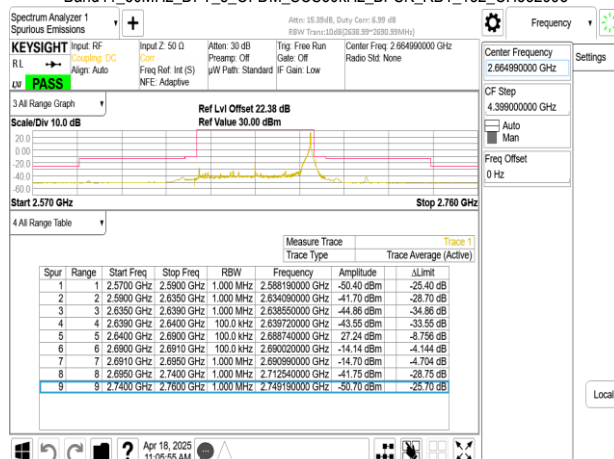 Spectrum Analyzer 1
Spurious Emissions
Attn: 15.39dB, Duty Corr: 6.99 dB
RBW Trans:10dB(2638.99~2690.99MHz)
Frequency
KEYSIGHT
Input: RF
Input Z: 50 Ω
Atten: 30 dB
Trig: Free Run
Center Freq: 2.664990000 GHz
RL
Coupling: DC
Corr
Preamp: Off
Gate: Off
Radio Std: None
Align: Auto
Freq Ref: Int (S)
µW Path: Standard
IF Gain: Low
LXI
PASS
NFE: Adaptive
Center Frequency
2.664990000 GHz
Settings
CF Step
4.399000000 GHz
Auto
Man
Freq Offset
0 Hz
3 All Range Graph
Ref Lvl Offset 22.38 dB
Scale/Div 10.0 dB
Ref Value 30.00 dBm
20.0
0.00
-20.0
-40.0
-60.0
Start 2.570 GHz
Stop 2.760 GHz
4 All Range Table
Measure Trace Trace 1
Trace Type Trace Average (Active)
Spur Range Start Freq Stop Freq RBW Frequency Amplitude ΔLimit
1 1 2.5700 GHz 2.5900 GHz 1.000 MHz 2.588190000 GHz -50.40 dBm -25.40 dB
2 2 2.5900 GHz 2.6350 GHz 1.000 MHz 2.634090000 GHz -41.70 dBm -28.70 dB
3 3 2.6350 GHz 2.6390 GHz 1.000 MHz 2.638550000 GHz -44.86 dBm -34.86 dB
4 4 2.6390 GHz 2.6400 GHz 100.0 kHz 2.639720000 GHz -43.55 dBm -33.55 dB
5 5 2.6400 GHz 2.6900 GHz 100.0 kHz 2.688740000 GHz 27.24 dBm -8.756 dB
6 6 2.6900 GHz 2.6910 GHz 100.0 kHz 2.690020000 GHz -14.14 dBm -4.144 dB
7 7 2.6910 GHz 2.6950 GHz 1.000 MHz 2.690990000 GHz -14.70 dBm -4.704 dB
8 8 2.6950 GHz 2.7400 GHz 1.000 MHz 2.712540000 GHz -41.75 dBm -28.75 dB
9 9 2.7400 GHz 2.7600 GHz 1.000 MHz 2.749190000 GHz -50.70 dBm -25.70 dB
Local
?
Apr 18, 2025
11:05:55 AM